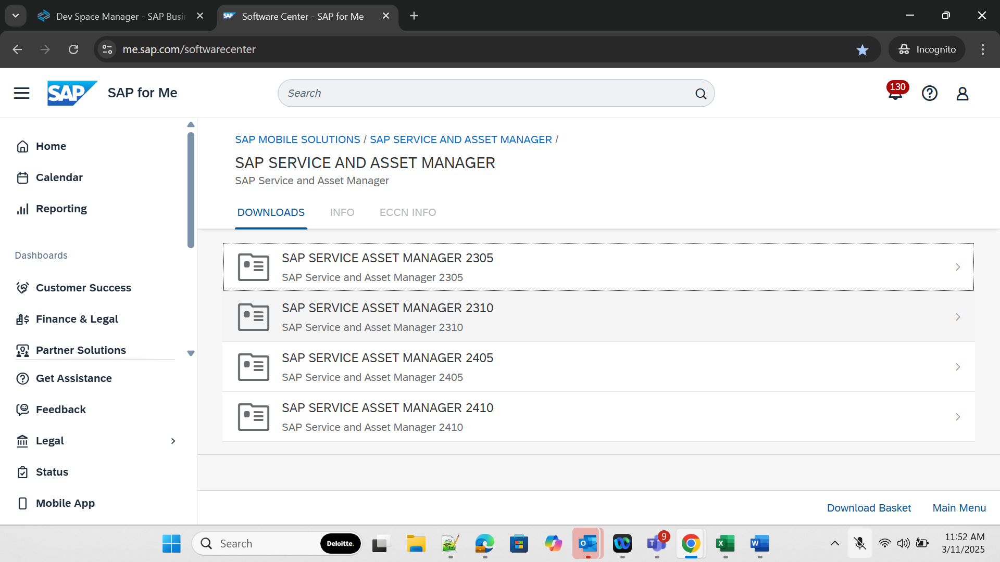 Dev Space Manager - SAP Busin
Software Center - SAP for Me
me.sap.com/softwarecenter
Incognito
SAP
SAP for Me
Search
130
Home
Calendar
Reporting
Dashboards
Customer Success
Finance & Legal
Partner Solutions
Get Assistance
Feedback
Legal
Status
Mobile App
SAP MOBILE SOLUTIONS / SAP SERVICE AND ASSET MANAGER /
SAP SERVICE AND ASSET MANAGER
SAP Service and Asset Manager
DOWNLOADS INFO ECCN INFO
SAP SERVICE ASSET MANAGER 2305
SAP Service and Asset Manager 2305
SAP SERVICE ASSET MANAGER 2310
SAP Service and Asset Manager 2310
SAP SERVICE ASSET MANAGER 2405
SAP Service and Asset Manager 2405
SAP SERVICE ASSET MANAGER 2410
SAP Service and Asset Manager 2410
Download Basket Main Menu
Search
Deloitte.
9
11:52 AM
3/11/2025